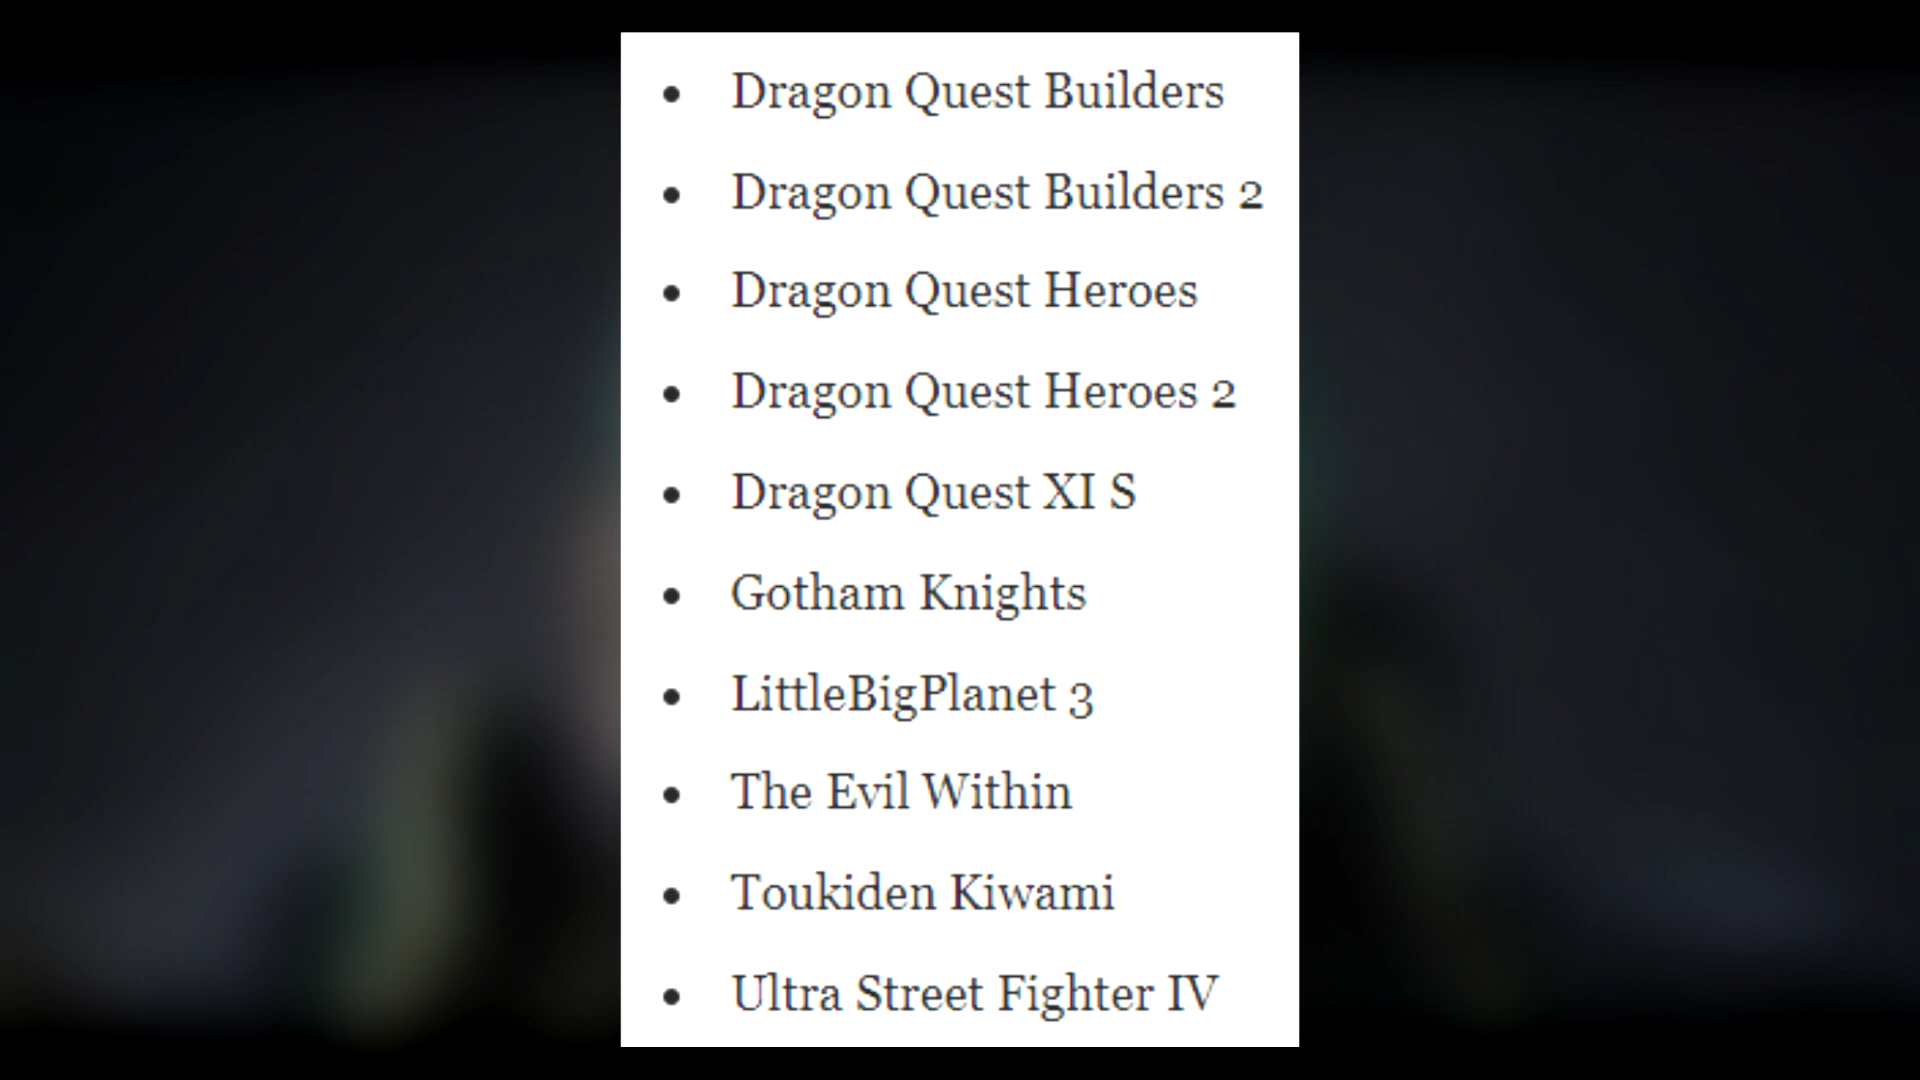 • Dragon Quest Builders
• Dragon Quest Builders 2
• Dragon Quest Heroes
• Dragon Quest Heroes 2
• Dragon Quest XI S
• Gotham Knights
• LittleBigPlanet 3
• The Evil Within
• Toukiden Kiwami
• Ultra Street Fighter IV